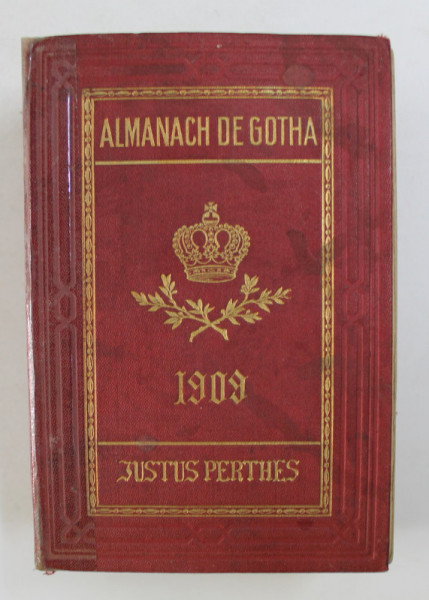 ALMANACH DE GOTHA
1909
JUSTUS PERTHES